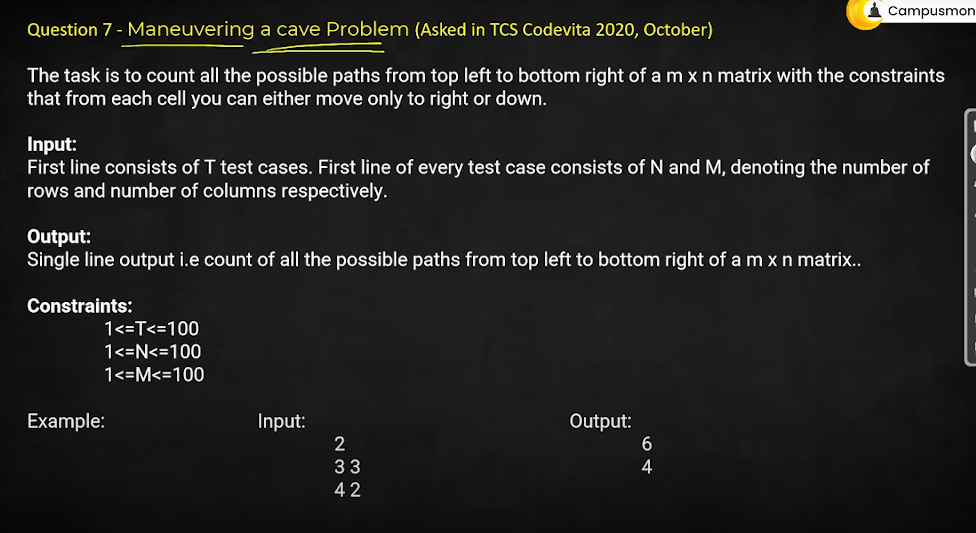 Campusmon
Question 7 - Maneuvering a cave Problem (Asked in TCS Codevita 2020, October)
The task is to count all the possible paths from top left to bottom right of a m x n matrix with the constraints
that from each cell you can either move only to right or down.
Input:
First line consists of T test cases. First line of every test case consists of N and M, denoting the number of
rows and number of columns respectively.
Output:
Single line output i.e count of all the possible paths from top left to bottom right of a m x n matrix..
Constraints:
1<=T<=100
1<=N<=100
1<=M<=100
Example: Input: Output:
2 6
3 3 4
4 2